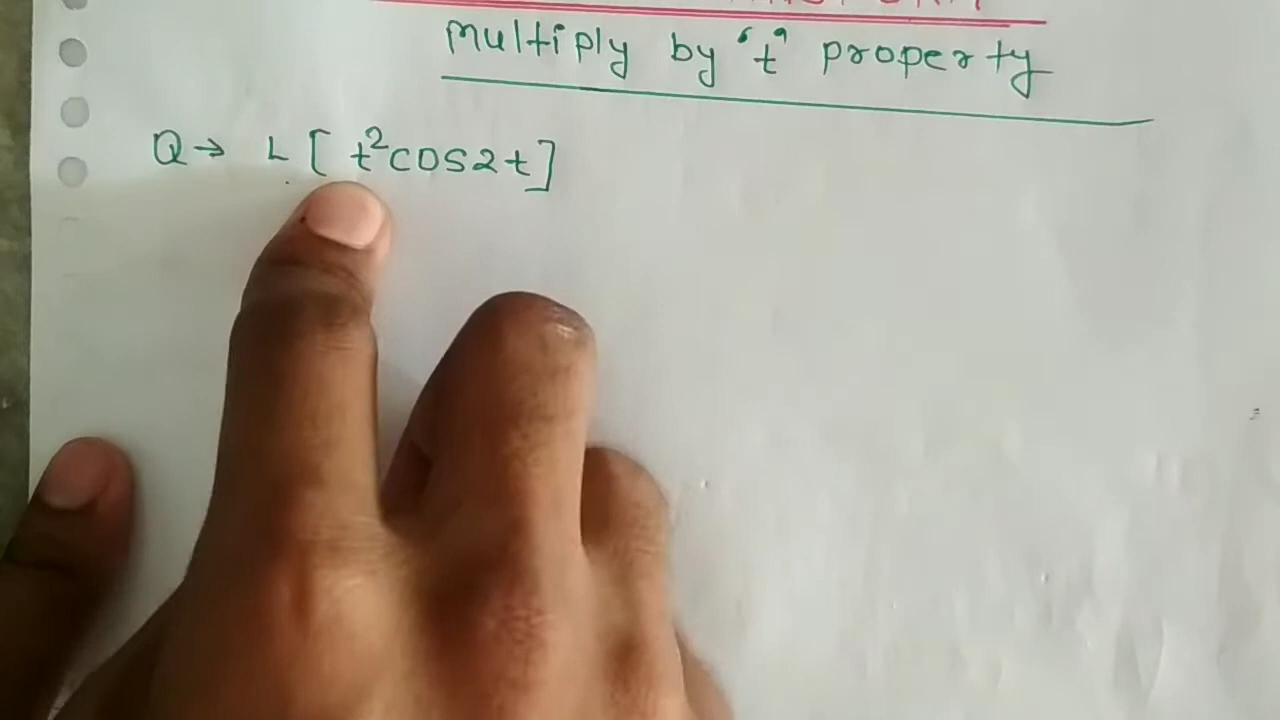 Multiply by 't' property
Q→ L[t²cos2t]